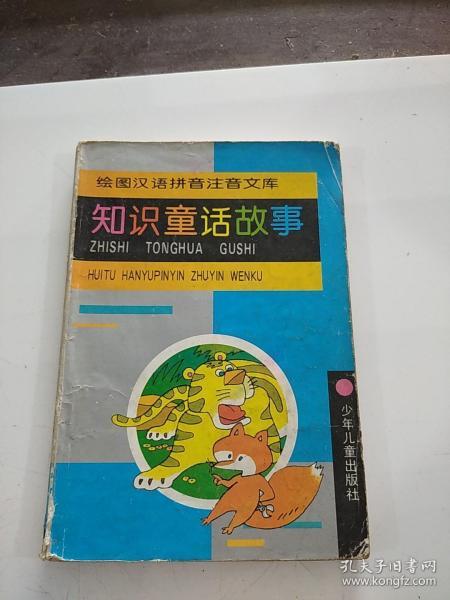 绘图汉语拼音注音文库
知识童话故事
ZHISHI TONGHUA GUSHI
HUITU HANYUPINYIN ZHUYIN WENKU
少年儿童出版社
孔夫子旧书网
www.kongfz.com